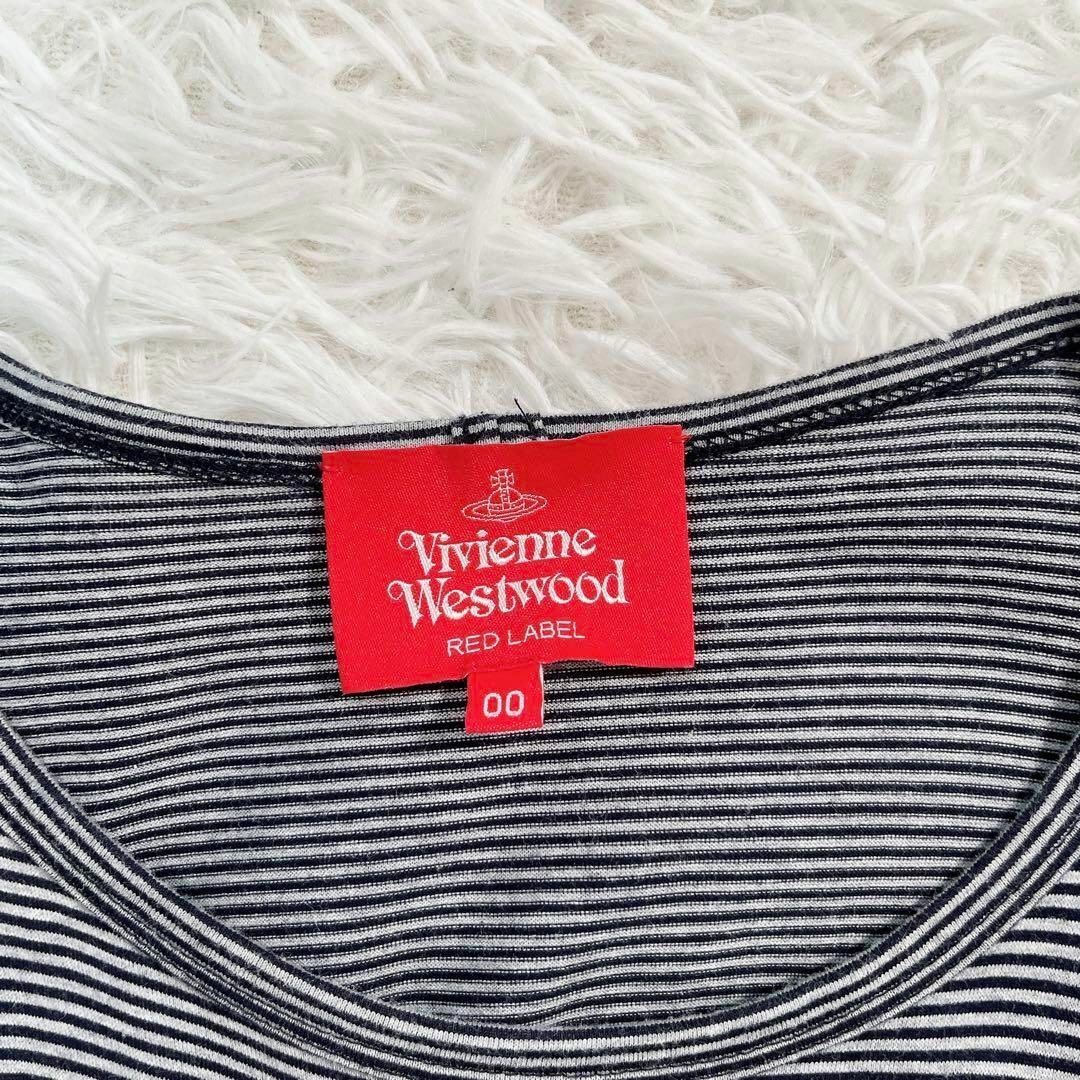 Vivienne
Westwood
RED LABEL
00